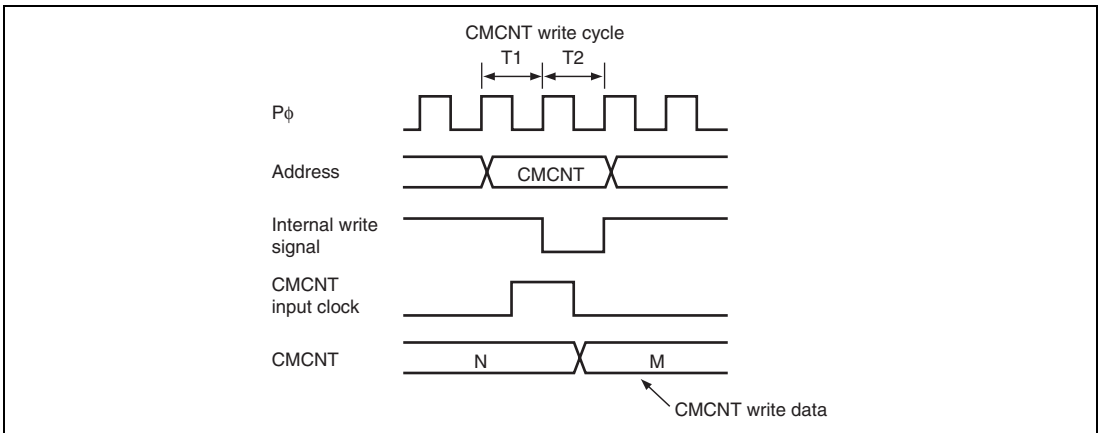 CMCNT write cycle
T1 T2
Pϕ
Address
CMCNT
Internal write
signal
CMCNT
input clock
CMCNT
N
M
CMCNT write data